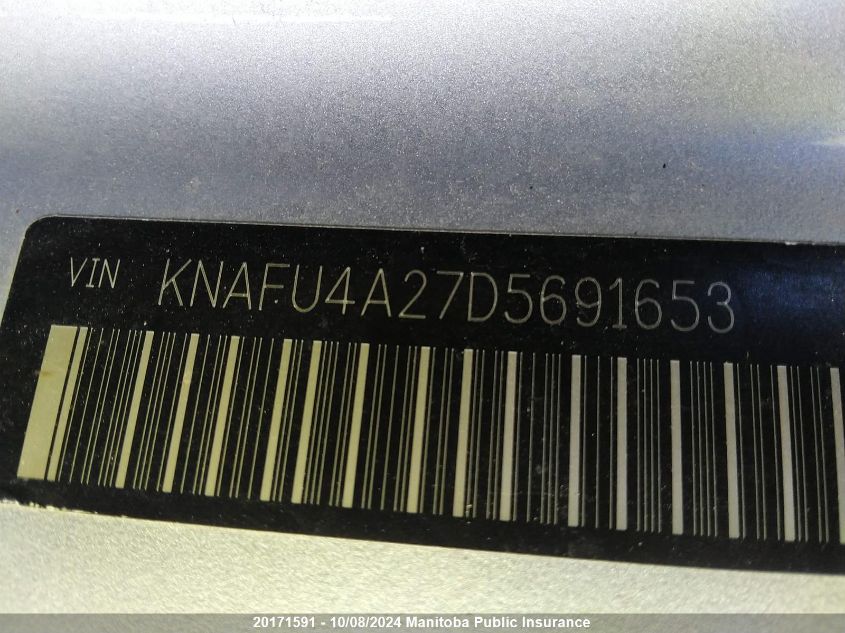 VIN KNAFU4A27D5691653
20171591 - 10/08/2024 Manitoba Public Insurance